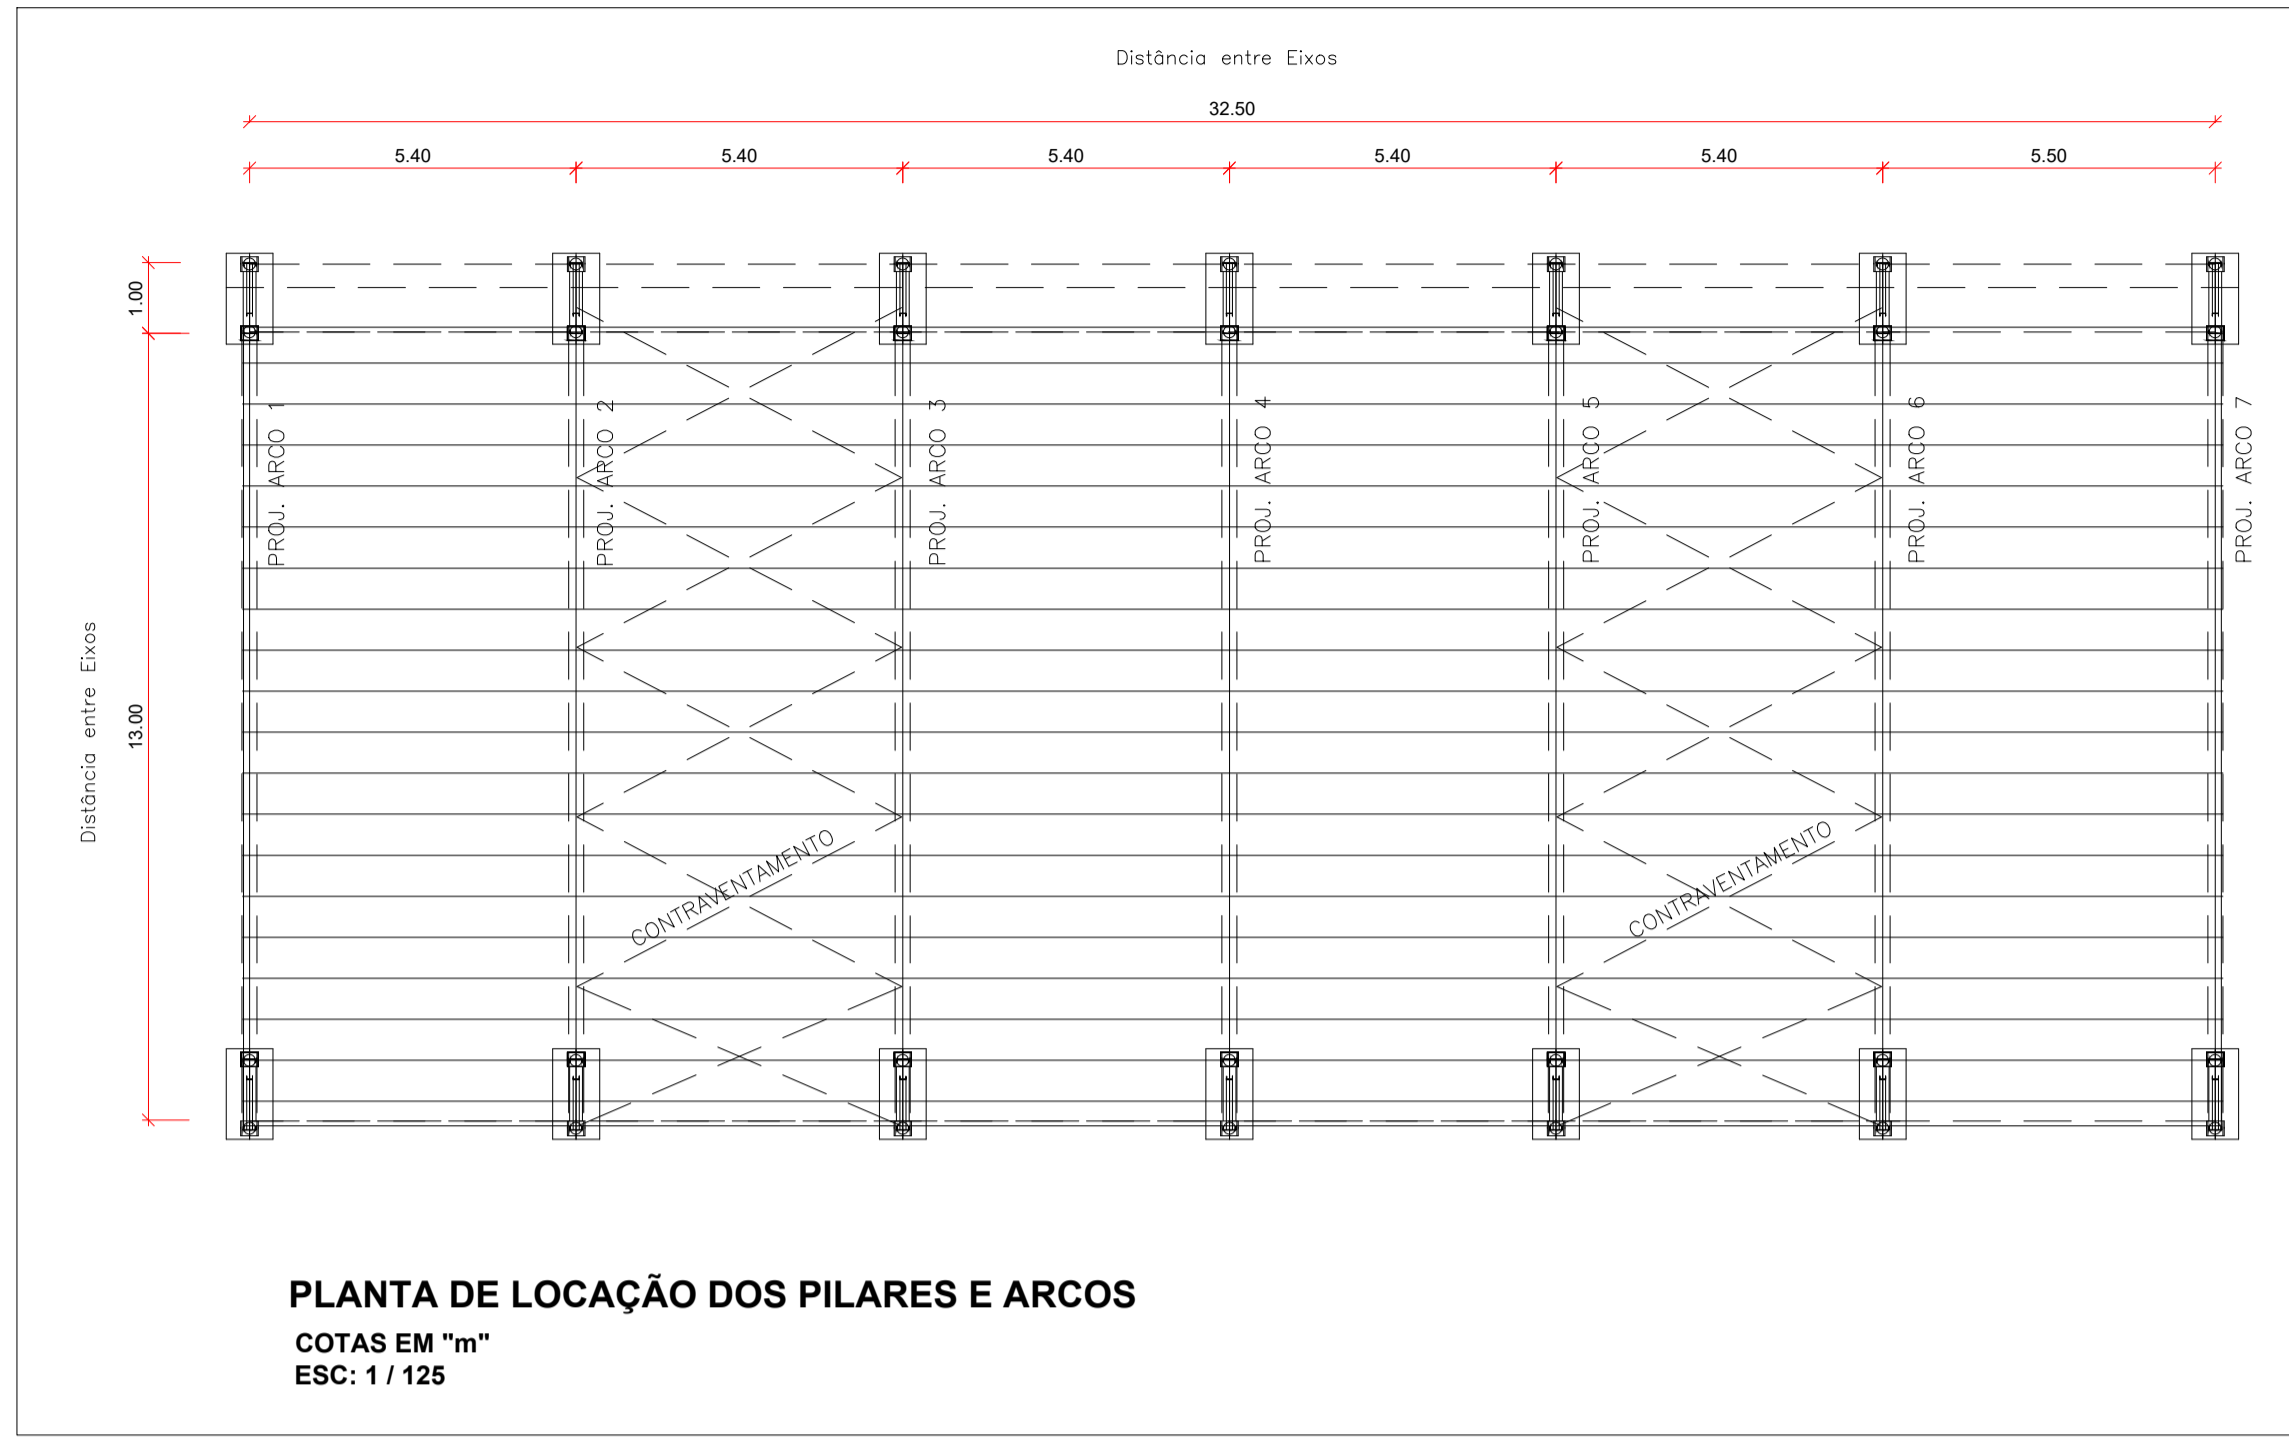 Distância entre Eixos
32.50
5.40
5.40
5.40
5.40
5.40
5.50
1.00
13.00
Distância entre Eixos
PROJ. ARCO 1
PROJ. ARCO 2
PROJ. ARCO 3
PROJ. ARCO 4
PROJ. ARCO 5
PROJ. ARCO 6
PROJ. ARCO 7
CONTRAVENTAMENTO
CONTRAVENTAMENTO
PLANTA DE LOCAÇÃO DOS PILARES E ARCOS
COTAS EM "m"
ESC: 1 / 125